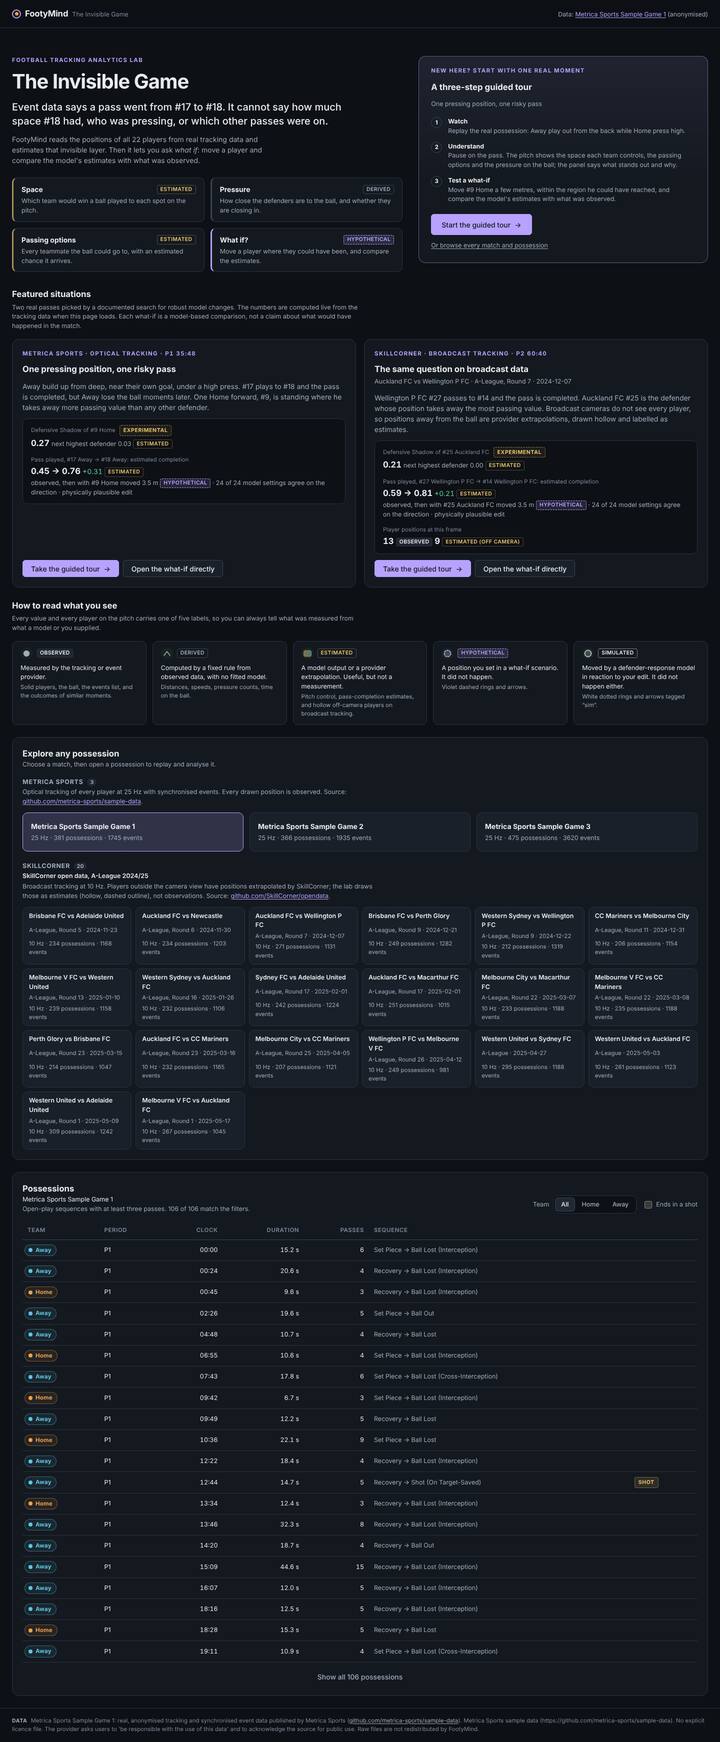 FootyMind The Invisible Game
Data: Metrica Sports Sample Game 1 (anonymised)
FOOTBALL TRACKING ANALYTICS LAB
The Invisible Game
Event data says a pass went from #17 to #18. It cannot say how much
space #18 had, who was pressing, or which other passes were on.
FootyMind reads the positions of all 22 players from real tracking data and
estimates that invisible layer. Then it lets you ask what if: move a player and
compare the model's estimates with what was observed.
Space ESTIMATED
Which team would win a ball played to each spot on the
pitch.
Pressure DERIVED
How close the defenders are to the ball, and whether they
are closing in.
Passing options ESTIMATED
Every teammate the ball could go to, with an estimated
chance it arrives.
What if? HYPOTHETICAL
Move a player where they could have been, and compare
the estimates.
NEW HERE? START WITH ONE REAL MOMENT
A three-step guided tour
One pressing position, one risky pass
1 Watch
Replay the real possession: Away play out from the back while Home press high.
2 Understand
Pause on the pass. The pitch shows the space each team controls, the passing
options and the pressure on the ball; the panel says what stands out and why.
3 Test a what-if
Move #9 Home a few metres, within the region he could have reached, and
compare the model's estimates with what was observed.
Start the guided tour →
Or browse every match and possession
Featured situations
Two real passes picked by a documented search for robust model changes. The numbers are computed live from the
tracking data when this page loads. Each what-if is a model-based comparison, not a claim about what would have
happened in the match.
METRICA SPORTS · OPTICAL TRACKING · P1 35:48
One pressing position, one risky pass
Away build up from deep, near their own goal, under a high press. #17 plays to #18 and the pass
is completed, but Away lose the ball moments later. One Home forward, #9, is standing where he
takes away more passing value than any other defender.
Defensive Shadow of #9 Home EXPERIMENTAL
0.27 next highest defender 0.03 ESTIMATED
Pass played, #17 Away → #18 Away: estimated completion
0.45 → 0.76 +0.31 ESTIMATED
observed, then with #9 Home moved 3.5 m HYPOTHETICAL · 24 of 24 model settings agree on the
direction · physically plausible edit
Take the guided tour →
Open the what-if directly
SKILLCORNER · BROADCAST TRACKING · P2 60:40
The same question on broadcast data
Auckland FC vs Wellington P FC · A-League, Round 7 · 2024-12-07
Wellington P FC #27 passes to #14 and the pass is completed. Auckland FC #25 is the defender
whose position takes away the most passing value. Broadcast cameras do not see every player,
so positions away from the ball are provider extrapolations, drawn hollow and labelled as
estimates.
Defensive Shadow of #25 Auckland FC EXPERIMENTAL
0.21 next highest defender 0.00 ESTIMATED
Pass played, #27 Wellington P FC → #14 Wellington P FC: estimated completion
0.59 → 0.81 +0.21 ESTIMATED
observed, then with #25 Auckland FC moved 3.5 m HYPOTHETICAL · 24 of 24 model settings agree
on the direction · physically plausible edit
Player positions at this frame
13 OBSERVED 9 ESTIMATED (OFF CAMERA)
Take the guided tour →
Open the what-if directly
How to read what you see
Every value and every player on the pitch carries one of five labels, so you can always tell what was measured from
what a model or you supplied.
OBSERVED
Measured by the tracking or event
provider.
Solid players, the ball, the events list, and
the outcomes of similar moments.
DERIVED
Computed by a fixed rule from
observed data, with no fitted model.
Distances, speeds, pressure counts, time
on the ball.
ESTIMATED
A model output or a provider
extrapolation. Useful, but not a
measurement.
Pitch control, pass-completion estimates,
and hollow off-camera players on
broadcast tracking.
HYPOTHETICAL
A position you set in a what-if scenario.
It did not happen.
Violet dashed rings and arrows.
SIMULATED
Moved by a defender-response model
in reaction to your edit. It did not
happen either.
White dotted rings and arrows tagged
"sim".
Explore any possession
Choose a match, then open a possession to replay and analyse it.
METRICA SPORTS 3
Optical tracking of every player at 25 Hz with synchronised events. Every drawn position is observed. Source:
github.com/metrica-sports/sample-data.
Metrica Sports Sample Game 1
25 Hz · 381 possessions · 1745 events
Metrica Sports Sample Game 2
25 Hz · 366 possessions · 1935 events
Metrica Sports Sample Game 3
25 Hz · 475 possessions · 3620 events
SKILLCORNER 20
SkillCorner open data, A-League 2024/25
Broadcast tracking at 10 Hz. Players outside the camera view have positions extrapolated by SkillCorner; the lab draws
those as estimates (hollow, dashed outline), not observations. Source: github.com/SkillCorner/opendata.
Brisbane FC vs Adelaide United
A-League, Round 5 · 2024-11-23
10 Hz · 234 possessions · 1168
events
Auckland FC vs Newcastle
A-League, Round 6 · 2024-11-30
10 Hz · 234 possessions · 1203
events
Auckland FC vs Wellington P
FC
A-League, Round 7 · 2024-12-07
10 Hz · 271 possessions · 1131
events
Brisbane FC vs Perth Glory
A-League, Round 9 · 2024-12-21
10 Hz · 249 possessions · 1282
events
Western Sydney vs Wellington
P FC
A-League, Round 9 · 2024-12-22
10 Hz · 212 possessions · 1319
events
CC Mariners vs Melbourne City
A-League, Round 11 · 2024-12-31
10 Hz · 206 possessions · 1154
events
Melbourne V FC vs Western
United
A-League, Round 13 · 2025-01-10
10 Hz · 239 possessions · 1158
events
Western Sydney vs Auckland
FC
A-League, Round 16 · 2025-01-26
10 Hz · 232 possessions · 1106
events
Sydney FC vs Adelaide United
A-League, Round 17 · 2025-02-01
10 Hz · 242 possessions · 1224
events
Auckland FC vs Macarthur FC
A-League, Round 17 · 2025-02-01
10 Hz · 251 possessions · 1015
events
Melbourne City vs Macarthur
FC
A-League, Round 22 · 2025-03-07
10 Hz · 233 possessions · 1188
events
Melbourne V FC vs CC
Mariners
A-League, Round 22 · 2025-03-08
10 Hz · 235 possessions · 1188
events
Perth Glory vs Brisbane FC
A-League, Round 23 · 2025-03-15
10 Hz · 214 possessions · 1047
events
Auckland FC vs CC Mariners
A-League, Round 23 · 2025-03-16
10 Hz · 232 possessions · 1165
events
Melbourne City vs CC Mariners
A-League, Round 25 · 2025-04-05
10 Hz · 207 possessions · 1121
events
Wellington P FC vs Melbourne
V FC
A-League, Round 26 · 2025-04-12
10 Hz · 249 possessions · 981
events
Western United vs Sydney FC
A-League · 2025-04-27
10 Hz · 295 possessions · 1188
events
Western United vs Auckland FC
A-League · 2025-05-03
10 Hz · 261 possessions · 1123
events
Western United vs Adelaide
United
A-League, Round 1 · 2025-05-09
10 Hz · 309 possessions · 1242
events
Melbourne V FC vs Auckland
FC
A-League, Round 1 · 2025-05-17
10 Hz · 267 possessions · 1045
events
Possessions
Metrica Sports Sample Game 1
Open-play sequences with at least three passes. 106 of 106 match the filters.
Team All Home Away Ends in a shot
TEAM PERIOD CLOCK DURATION PASSES SEQUENCE
Away P1 00:00 15.2 s 6 Set Piece → Ball Lost (Interception)
Away P1 00:24 20.6 s 4 Recovery → Ball Lost (Interception)
Home P1 00:45 9.6 s 3 Recovery → Ball Lost (Interception)
Away P1 02:26 19.6 s 5 Set Piece → Ball Out
Away P1 04:48 10.7 s 4 Recovery → Ball Lost
Home P1 06:55 10.6 s 4 Set Piece → Ball Lost (Interception)
Away P1 07:43 17.8 s 6 Set Piece → Ball Lost (Cross-Interception)
Home P1 09:42 6.7 s 3 Set Piece → Ball Lost (Interception)
Away P1 09:49 12.2 s 5 Recovery → Ball Lost
Home P1 10:36 22.1 s 9 Set Piece → Ball Lost
Away P1 12:22 18.4 s 4 Recovery → Ball Lost (Interception)
Away P1 12:44 14.7 s 5 Recovery → Shot (On Target-Saved) SHOT
Home P1 13:34 12.4 s 3 Recovery → Ball Lost (Interception)
Away P1 13:46 32.3 s 8 Recovery → Ball Lost (Interception)
Away P1 14:20 18.7 s 4 Recovery → Ball Out
Away P1 15:09 44.6 s 15 Recovery → Ball Lost (Interception)
Away P1 16:07 12.0 s 5 Recovery → Ball Lost (Interception)
Away P1 18:16 12.5 s 5 Recovery → Ball Lost (Interception)
Home P1 18:28 15.3 s 5 Recovery → Ball Lost
Away P1 19:11 10.9 s 4 Set Piece → Ball Lost (Cross-Interception)
Show all 106 possessions
DATA Metrica Sports Sample Game 1: real, anonymised tracking and synchronised event data published by Metrica Sports (github.com/metrica-sports/sample-data). Metrica Sports sample data (https://github.com/metrica-sports/sample-data). No explicit
licence file. The provider asks users to 'be responsible with the use of this data' and to acknowledge the source for public use. Raw files are not redistributed by FootyMind.